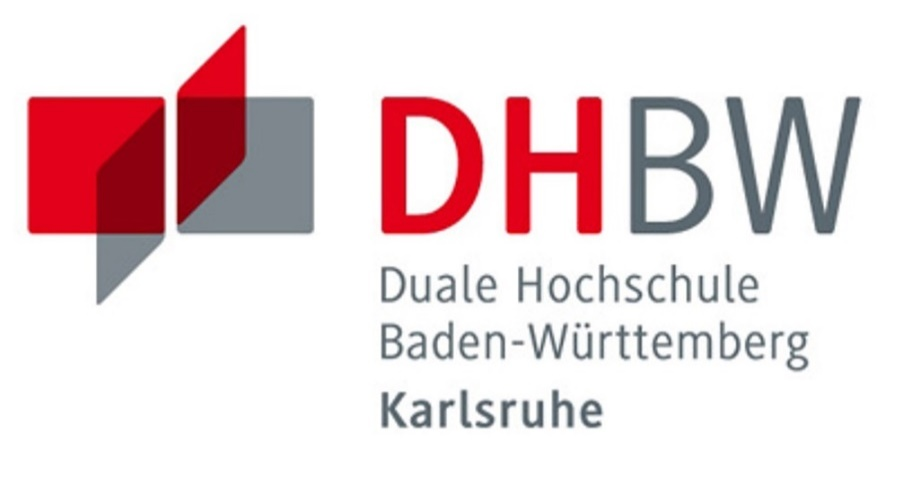 DHBW
Duale Hochschule
Baden-Württemberg
Karlsruhe